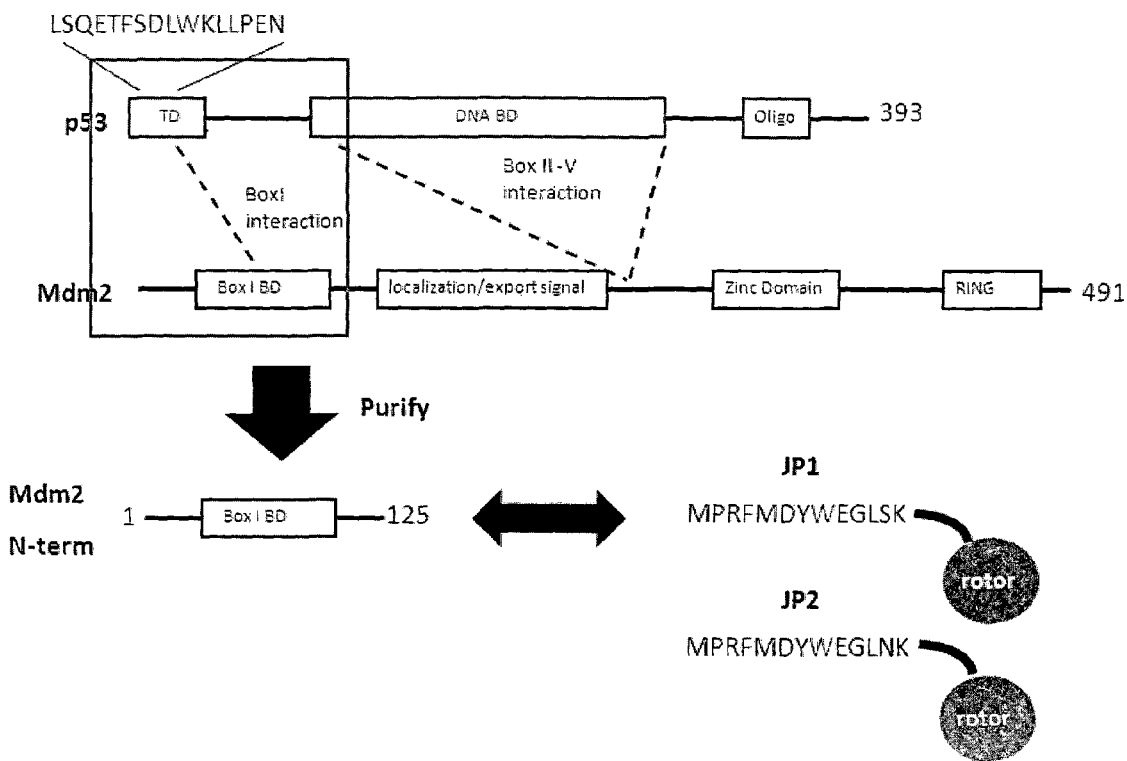 LSQETFSDLWKLLPEN
p53
TD
DNA BD
Oligo
393
BoxI
interaction
Box II-V
interaction
Mdm2
Box I BD
localization/export signal
Zinc Domain
RING
491
Purify
Mdm2
N-term
1
Box I BD
125
JP1
MPRFMDYWEGLSK
rotor
JP2
MPRFMDYWEGLNK
rotor